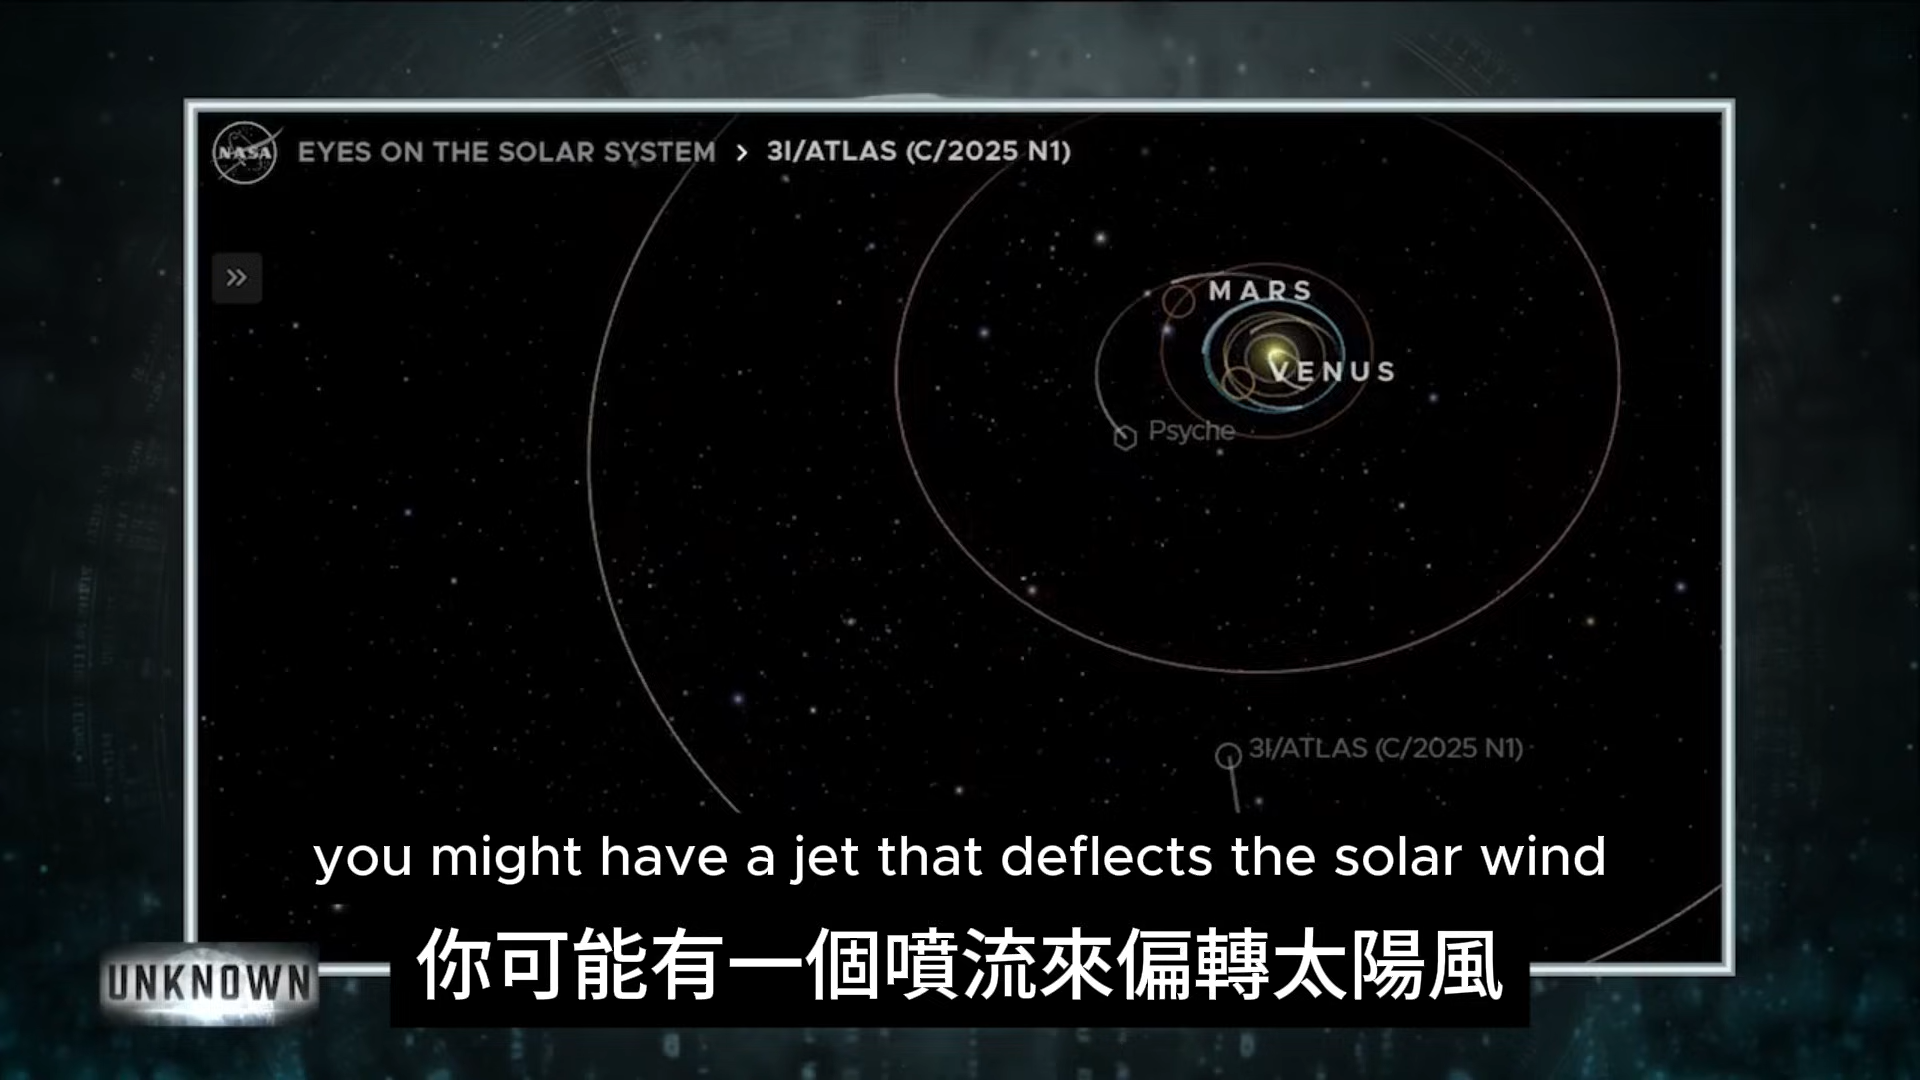 NASA
EYES ON THE SOLAR SYSTEM > 3I/ATLAS (C/2025 N1)
MARS
VENUS
Psyche
3I/ATLAS (C/2025 N1)
you might have a jet that deflects the solar wind
你可能有一個噴流來偏轉太陽風
UNKNOWN